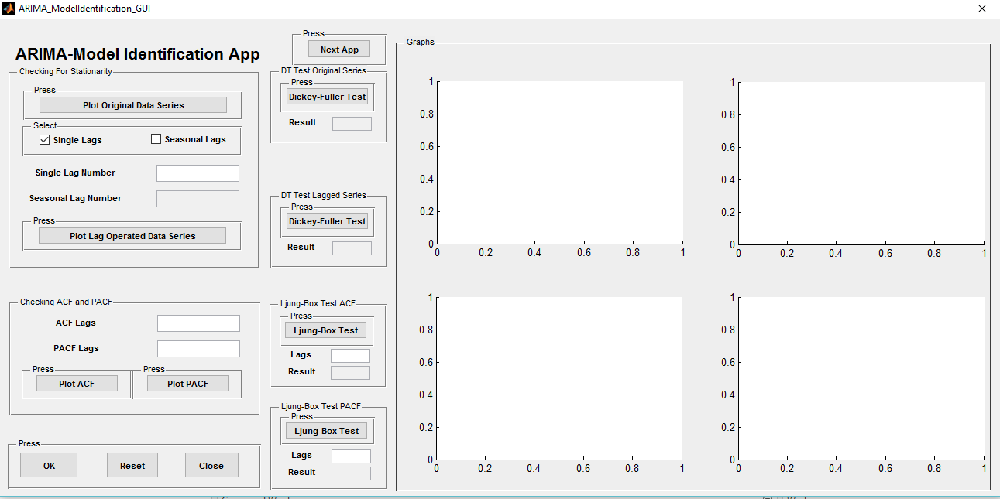 ARIMA_ModelIdentification_GUI
ARIMA-Model Identification App
Checking For Stationarity
Press
Plot Original Data Series
Select
Single Lags
Seasonal Lags
Single Lag Number
Seasonal Lag Number
Press
Plot Lag Operated Data Series
Checking ACF and PACF
ACF Lags
PACF Lags
Press
Plot ACF
Press
Plot PACF
Press
OK
Reset
Close
Press
Next App
DT Test Original Series
Press
Dickey-Fuller Test
Result
DT Test Lagged Series
Press
Dickey-Fuller Test
Result
Ljung-Box Test ACF
Press
Ljung-Box Test
Lags
Result
Ljung-Box Test PACF
Press
Ljung-Box Test
Lags
Result
Graphs
1
0.8
0.6
0.4
0.2
0
0 0.2 0.4 0.6 0.8 1
1
0.8
0.6
0.4
0.2
0
0 0.2 0.4 0.6 0.8 1
1
0.8
0.6
0.4
0.2
0
0 0.2 0.4 0.6 0.8 1
1
0.8
0.6
0.4
0.2
0
0 0.2 0.4 0.6 0.8 1